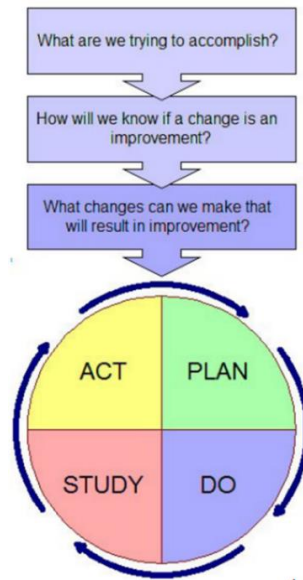 What are we trying to accomplish?
How will we know if a change is an
improvement?
What changes can we make that
will result in improvement?
ACT PLAN
STUDY DO